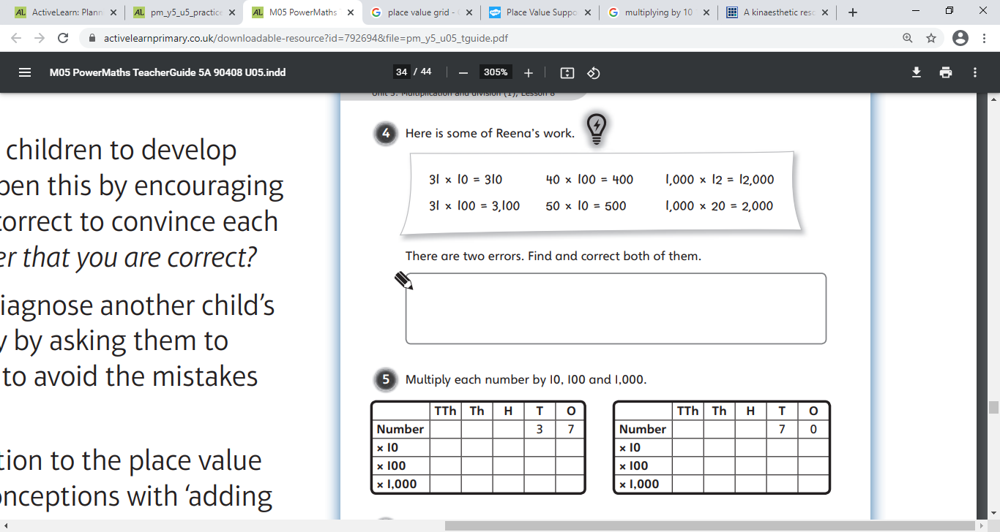 ActiveLearn: Plann
pm_y5_u5_practice
M05 PowerMaths
place value grid -
Place Value Suppo
multiplying by 10
A kinaesthetic reso
activelearnprimary.co.uk/downloadable-resource?id=792694&file=pm_y5_u05_tguide.pdf
M05 PowerMaths TeacherGuide 5A 90408 U05.indd
34 / 44
305%
Unit 5: Multiplication and division (1), Lesson 8
children to develop
pen this by encouraging
correct to convince each
er that you are correct?
iagnose another child's
y by asking them to
to avoid the mistakes
tion to the place value
onceptions with 'adding
4 Here is some of Reena's work.
31 × 10 = 310 40 × 100 = 400 1,000 × 12 = 12,000
31 × 100 = 3,100 50 × 10 = 500 1,000 × 20 = 2,000
There are two errors. Find and correct both of them.
5 Multiply each number by 10, 100 and 1,000.
TTh Th H T O
Number 3 7
× 10
× 100
× 1,000
TTh Th H T O
Number 7 0
× 10
× 100
× 1,000